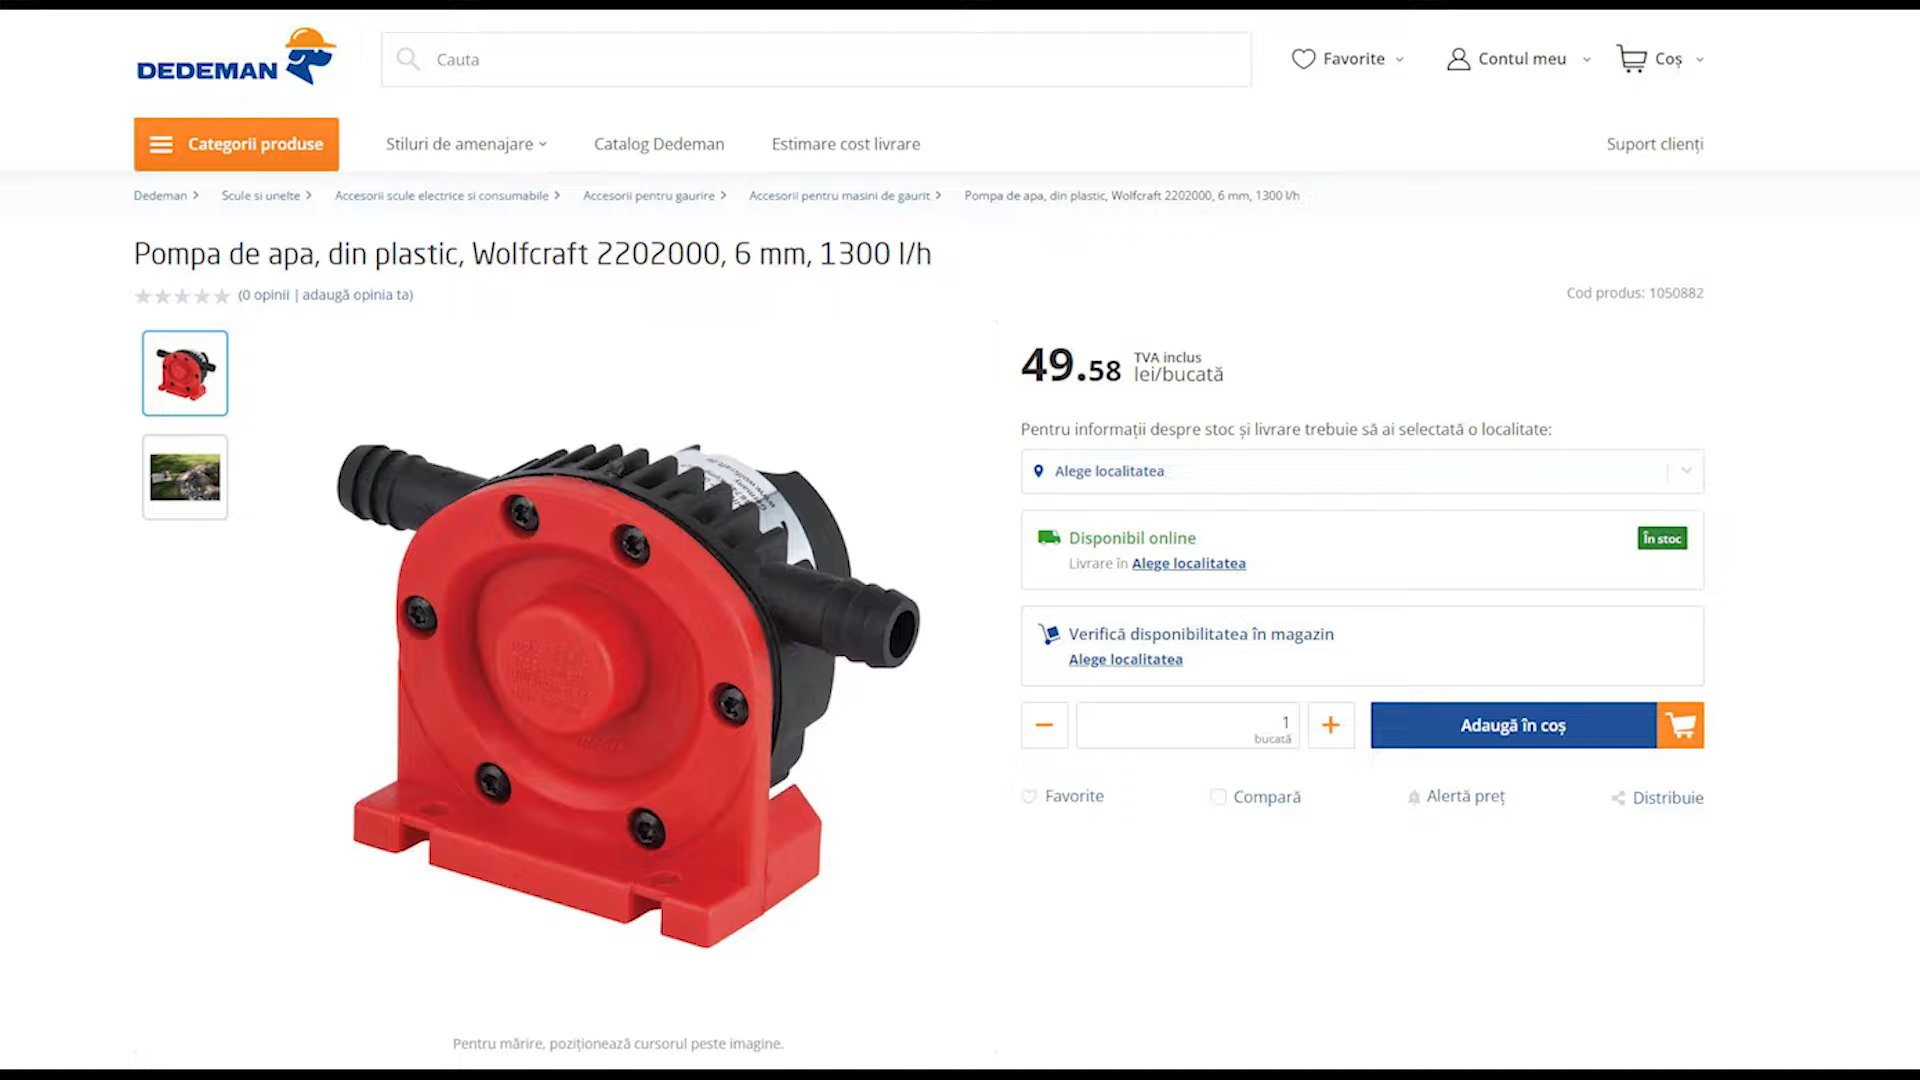 DEDEMAN
Cauta
Favorite
Contul meu
Coș
Categorii produse
Stiluri de amenajare
Catalog Dedeman
Estimare cost livrare
Suport clienți
Dedeman
Scule si unelte
Accesorii scule electrice si consumabile
Accesorii pentru gaurire
Accesorii pentru masini de gaurit
Pompa de apa, din plastic, Wolfcraft 2202000, 6 mm, 1300 l/h
Pompa de apa, din plastic, Wolfcraft 2202000, 6 mm, 1300 l/h
(0 opinii | adaugă opinia ta)
Cod produs: 1050882
49.58
TVA inclus
lei/bucată
Pentru informații despre stoc și livrare trebuie să ai selectată o localitate:
Alege localitatea
Disponibil online
În stoc
Livrare în Alege localitatea
Verifică disponibilitatea în magazin
Alege localitatea
1
bucată
Adaugă în coș
Favorite
Compară
Alertă preț
Distribuie
Pentru mărire, poziționează cursorul peste imagine.